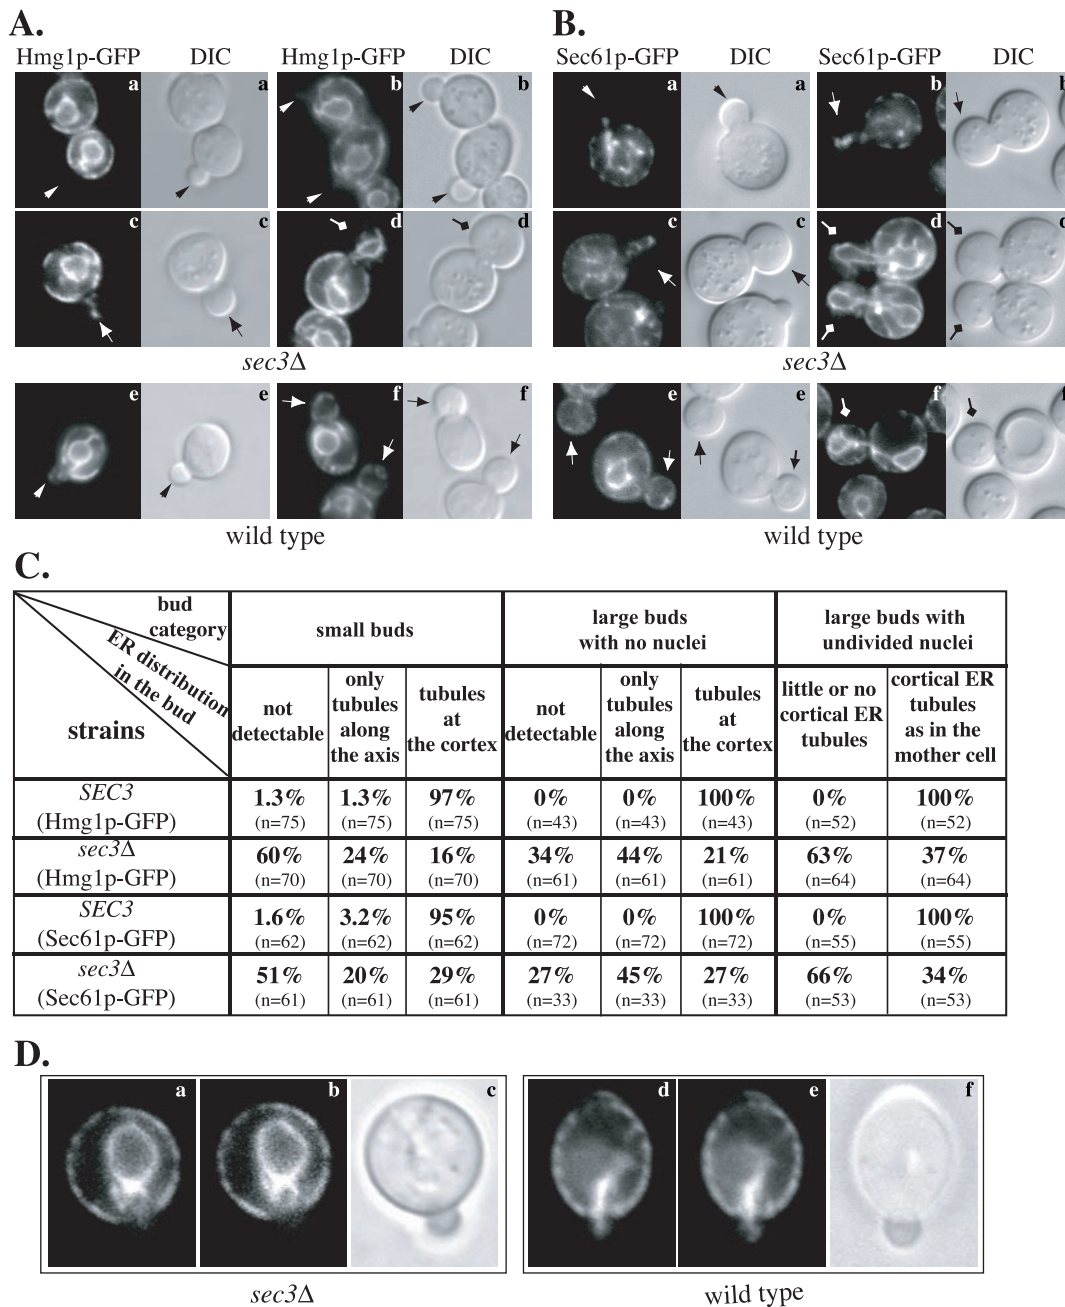 A.
B.
Hmg1p-GFP DIC Hmg1p-GFP DIC
Sec61p-GFP DIC Sec61p-GFP DIC
a a b b
a a b b
c c d d
c c d d
sec3Δ
sec3Δ
e e f f
e e f f
wild type
wild type
C.
bud
category
ER distribution
in the bud
strains
small buds
large buds
with no nuclei
large buds with
undivided nuclei
not
detectable
only
tubules
along
the axis
tubules
at
the cortex
not
detectable
only
tubules
along
the axis
tubules
at
the cortex
little or no
cortical ER
tubules
cortical ER
tubules
as in the
mother cell
SEC3 1.3% 1.3% 97% 0% 0% 100% 0% 100%
(Hmg1p-GFP) (n=75) (n=75) (n=75) (n=43) (n=43) (n=43) (n=52) (n=52)
sec3Δ 60% 24% 16% 34% 44% 21% 63% 37%
(Hmg1p-GFP) (n=70) (n=70) (n=70) (n=61) (n=61) (n=61) (n=64) (n=64)
SEC3 1.6% 3.2% 95% 0% 0% 100% 0% 100%
(Sec61p-GFP) (n=62) (n=62) (n=62) (n=72) (n=72) (n=72) (n=55) (n=55)
sec3Δ 51% 20% 29% 27% 45% 27% 66% 34%
(Sec61p-GFP) (n=61) (n=61) (n=61) (n=33) (n=33) (n=33) (n=53) (n=53)
D.
a b c d e f
sec3Δ
wild type